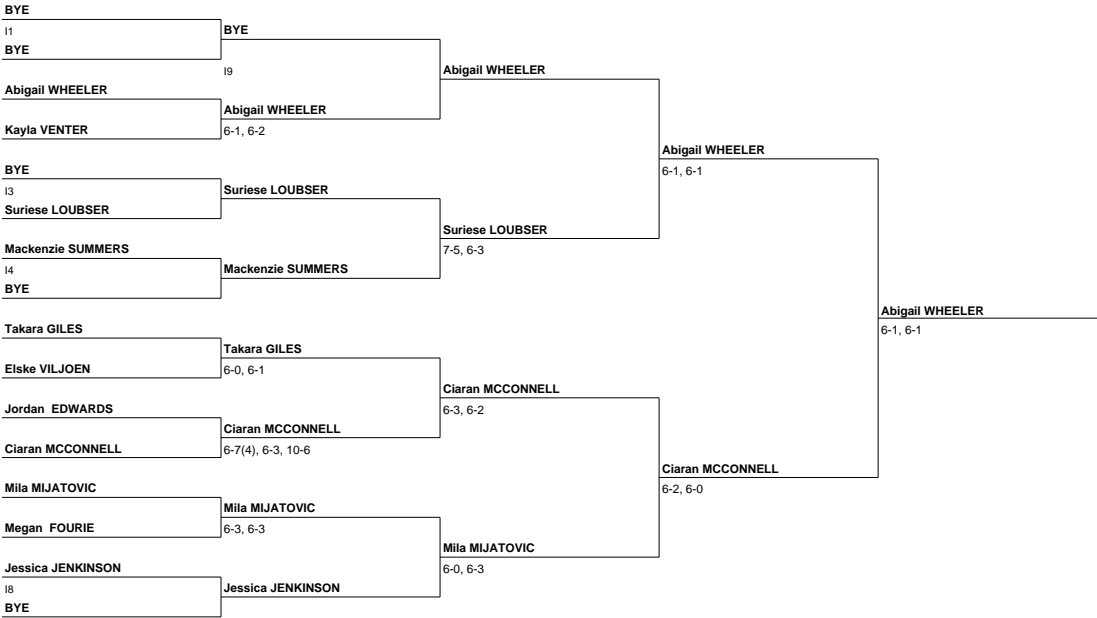 BYE
I1
BYE
BYE
I9
Abigail WHEELER
Abigail WHEELER
Kayla VENTER
Abigail WHEELER
6-1, 6-2
BYE
I3
Suriese LOUBSER
Suriese LOUBSER
Mackenzie SUMMERS
I4
BYE
Mackenzie SUMMERS
Suriese LOUBSER
7-5, 6-3
Abigail WHEELER
6-1, 6-1
Takara GILES
Elske VILJOEN
Takara GILES
6-0, 6-1
Jordan  EDWARDS
Ciaran MCCONNELL
Ciaran MCCONNELL
6-7(4), 6-3, 10-6
Ciaran MCCONNELL
6-3, 6-2
Mila MIJATOVIC
Megan  FOURIE
Mila MIJATOVIC
6-3, 6-3
Jessica JENKINSON
I8
BYE
Jessica JENKINSON
Mila MIJATOVIC
6-0, 6-3
Ciaran MCCONNELL
6-2, 6-0
Abigail WHEELER
6-1, 6-1